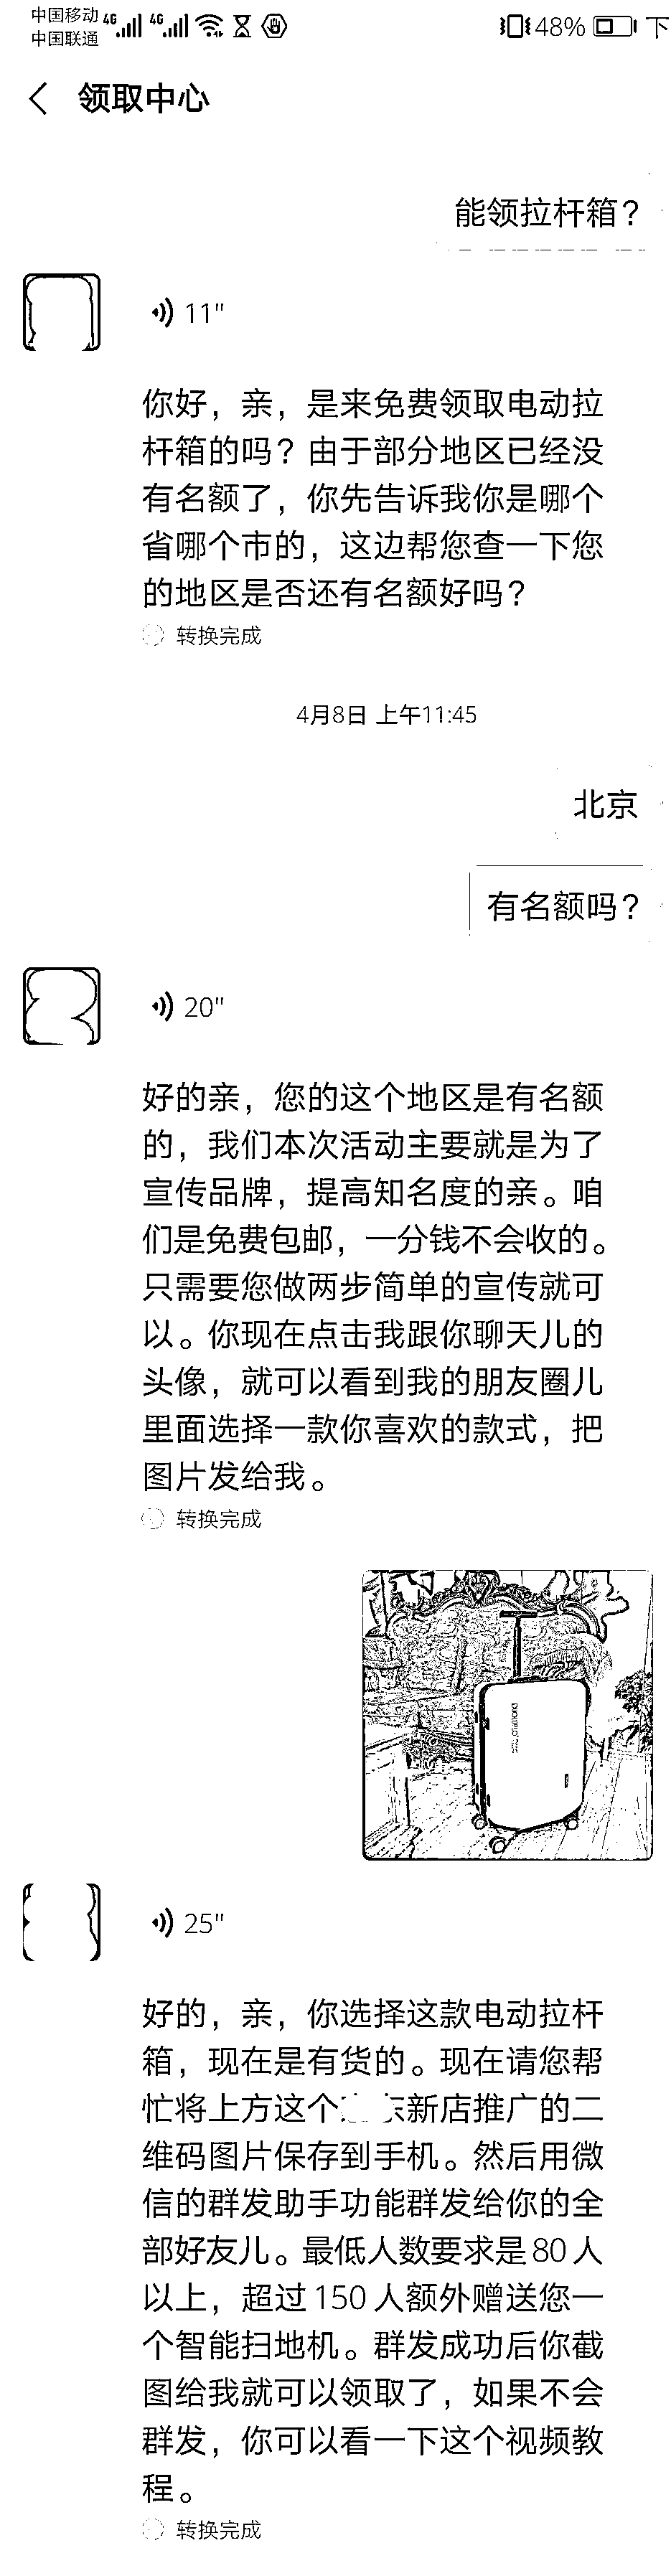 中国移动 4G 4G 48% 下
中国联通
领取中心
能领拉杆箱？
11"
你好，亲，是来免费领取电动拉
杆箱的吗？由于部分地区已经没
有名额了，你先告诉我你是哪个
省哪个市的，这边帮您查一下您
的地区是否还有名额好吗？
转换完成
4月8日 上午11:45
北京
有名额吗？
20"
好的亲，您的这个地区是有名额
的，我们本次活动主要就是为了
宣传品牌，提高知名度的亲。咱
们是免费包邮，一分钱不会收的。
只需要您做两步简单的宣传就可
以。你现在点击我跟你聊天儿的
头像，就可以看到我的朋友圈儿
里面选择一款你喜欢的款式，把
图片发给我。
转换完成
25"
好的，亲，你选择这款电动拉杆
箱，现在是有货的。现在请您帮
忙将上方这个新店推广的二
维码图片保存到手机。然后用微
信的群发助手功能群发给你的全
部好友儿。最低人数要求是80人
以上，超过150人额外赠送您一
个智能扫地机。群发成功后你截
图给我就可以领取了，如果不会
群发，你可以看一下这个视频教
程。
转换完成